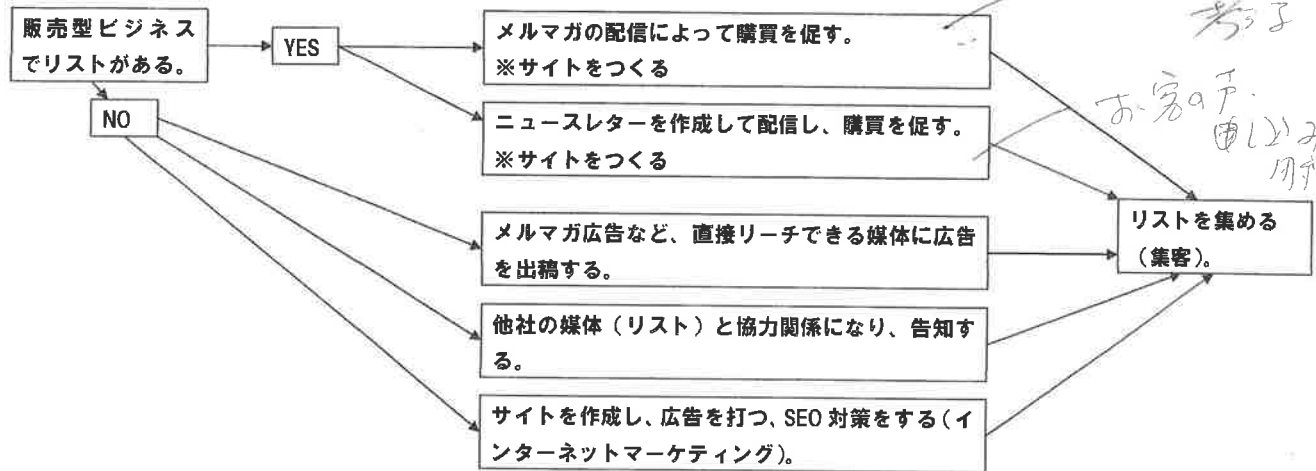 販売型ビジネス
でリストがある。
YES
NO
メルマガの配信によって購買を促す。
※サイトをつくる
ニュースレターを作成して配信し、購買を促す。
※サイトをつくる
メルマガ広告など、直接リーチできる媒体に広告
を出稿する。
他社の媒体（リスト）と協力関係になり、告知す
る。
サイトを作成し、広告を打つ、SEO対策をする（イ
ンターネットマーケティング）。
お客の声
リストを集める
（集客）。